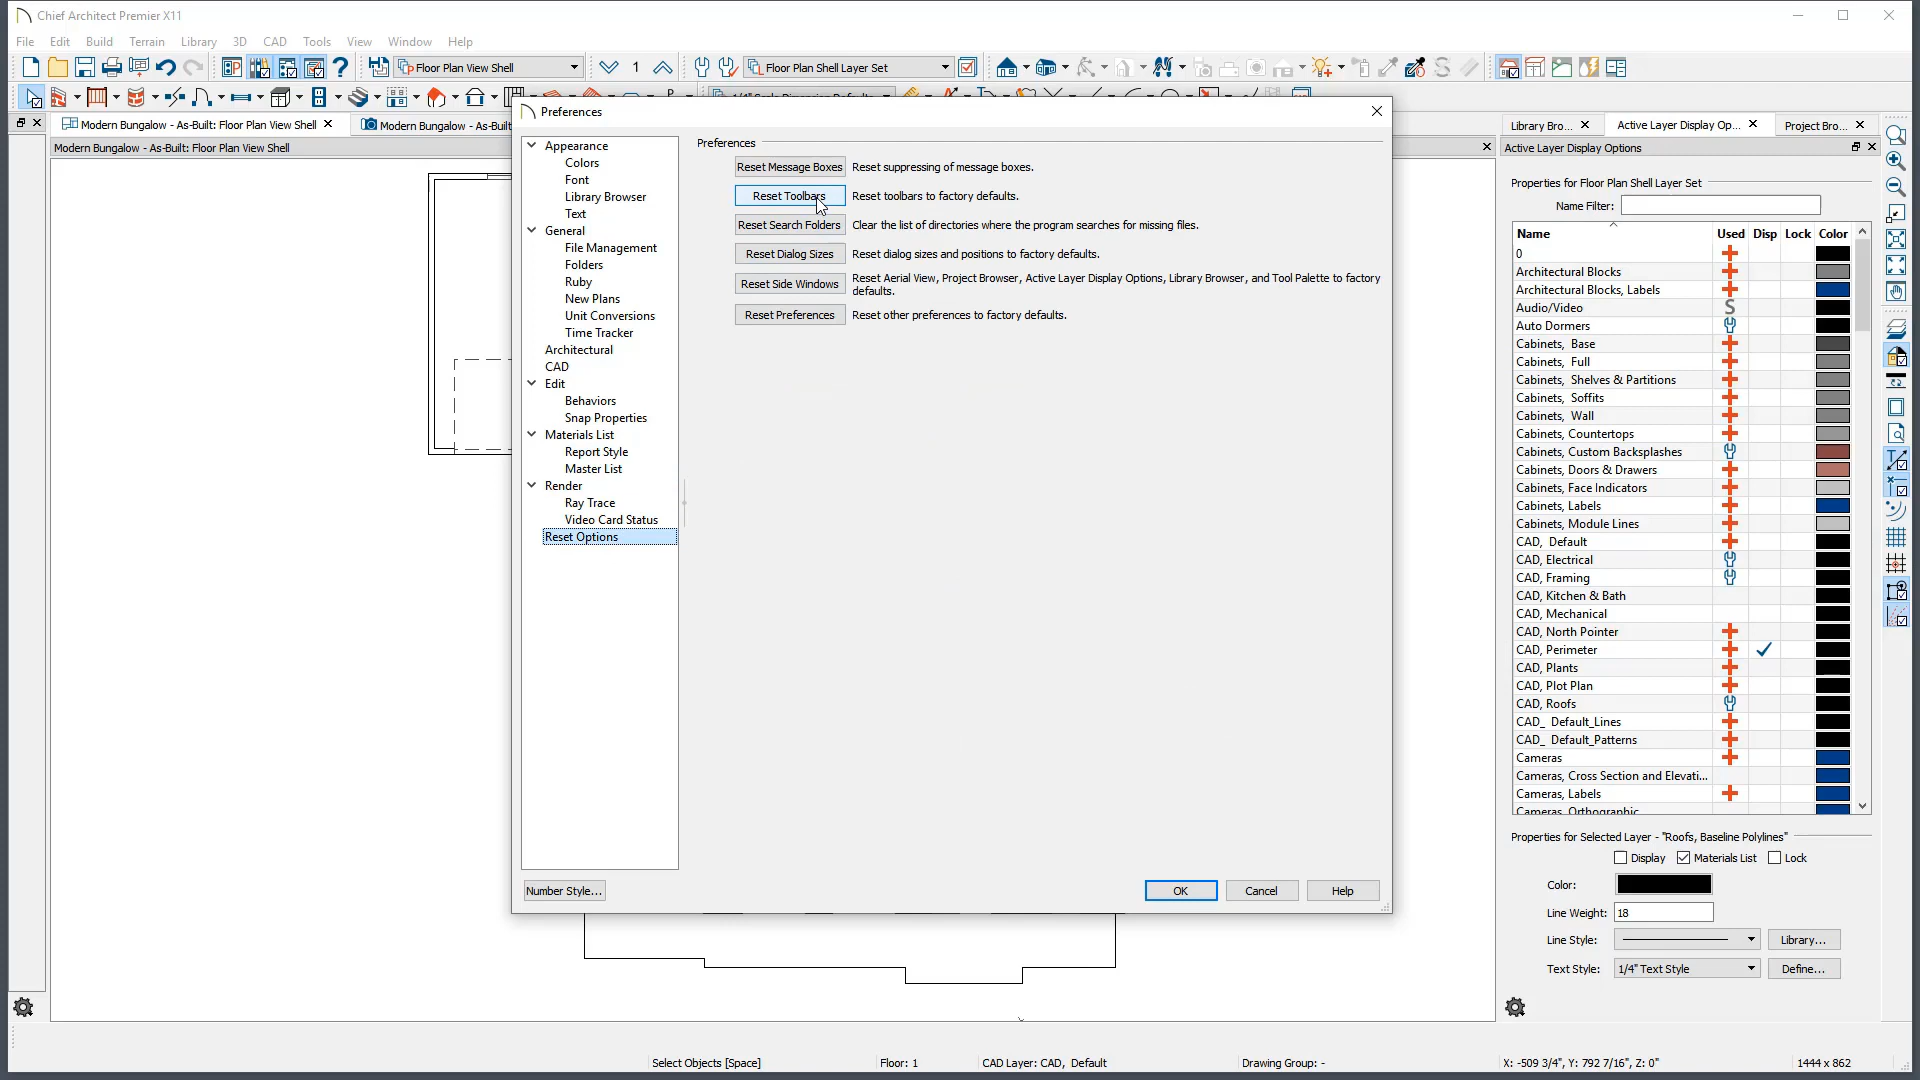 Chief Architect Premier X11
File Edit Build Terrain Library 3D CAD Tools View Window Help
Floor Plan View Shell
1
Floor Plan Shell Layer Set
Modern Bungalow - As-Built: Floor Plan View Shell
Modern Bungalow - As-Built
Modern Bungalow - As-Built: Floor Plan View Shell
Preferences
Appearance
Colors
Font
Library Browser
Text
General
File Management
Folders
Ruby
New Plans
Unit Conversions
Time Tracker
Architectural
CAD
Edit
Behaviors
Snap Properties
Materials List
Report Style
Master List
Render
Ray Trace
Video Card Status
Reset Options
Preferences
Reset Message Boxes Reset suppressing of message boxes.
Reset Toolbars Reset toolbars to factory defaults.
Reset Search Folders Clear the list of directories where the program searches for missing files.
Reset Dialog Sizes Reset dialog sizes and positions to factory defaults.
Reset Side Windows Reset Aerial View, Project Browser, Active Layer Display Options, Library Browser, and Tool Palette to factory
defaults.
Reset Preferences Reset other preferences to factory defaults.
Number Style...
OK Cancel Help
Library Bro... Active Layer Display Op... Project Bro...
Active Layer Display Options
Properties for Floor Plan Shell Layer Set
Name Filter:
Name Used Disp Lock Color
0
Architectural Blocks
Architectural Blocks, Labels
Audio/Video S
Auto Dormers
Cabinets, Base
Cabinets, Full
Cabinets, Shelves & Partitions
Cabinets, Soffits
Cabinets, Wall
Cabinets, Countertops
Cabinets, Custom Backsplashes
Cabinets, Doors & Drawers
Cabinets, Face Indicators
Cabinets, Labels
Cabinets, Module Lines
CAD, Default
CAD, Electrical
CAD, Framing
CAD, Kitchen & Bath
CAD, Mechanical
CAD, North Pointer
CAD, Perimeter
CAD, Plants
CAD, Plot Plan
CAD, Roofs
CAD_ Default_Lines
CAD_ Default_Patterns
Cameras
Cameras, Cross Section and Elevati...
Cameras, Labels
Cameras, Orthographic
Properties for Selected Layer - "Roofs, Baseline Polylines"
Display Materials List Lock
Color:
Line Weight: 18
Line Style: Library...
Text Style: 1/4" Text Style Define...
Select Objects [Space] Floor: 1 CAD Layer: CAD, Default Drawing Group: - X: -509 3/4", Y: 792 7/16", Z: 0" 1444 x 862